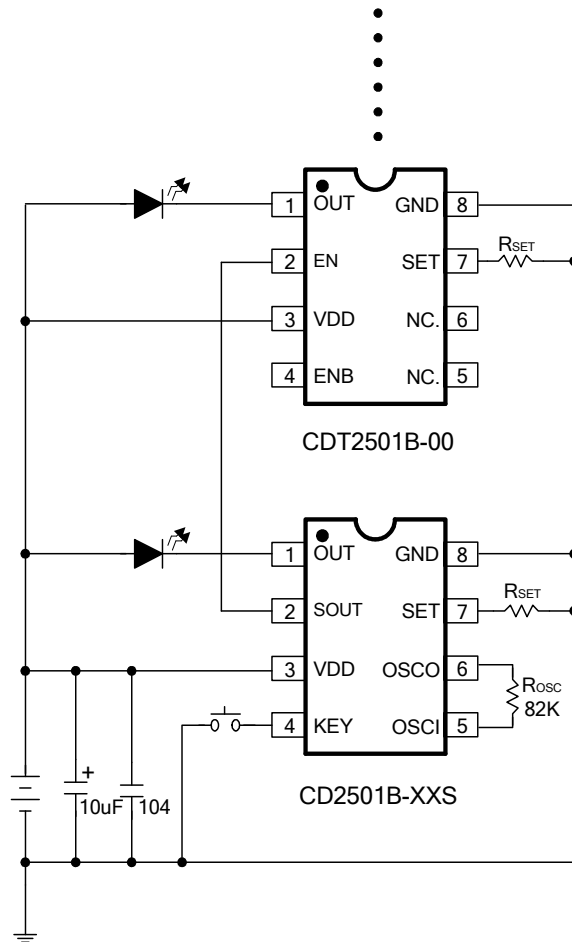 1 OUT GND 8
2 EN SET 7 RSET
3 VDD NC. 6
4 ENB NC. 5
CDT2501B-00
1 OUT GND 8
2 SOUT SET 7 RSET
3 VDD OSCO 6
4 KEY OSCI 5
ROSC
82K
+
10uF 104
CD2501B-XXS